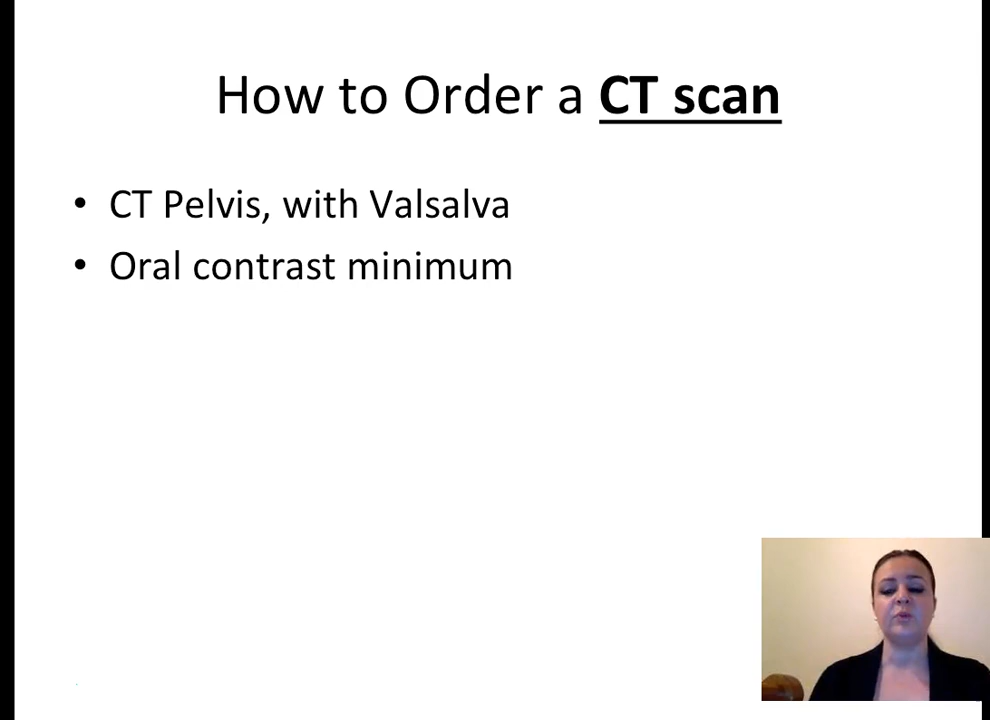 How to Order a CT scan
• CT Pelvis, with Valsalva
• Oral contrast minimum